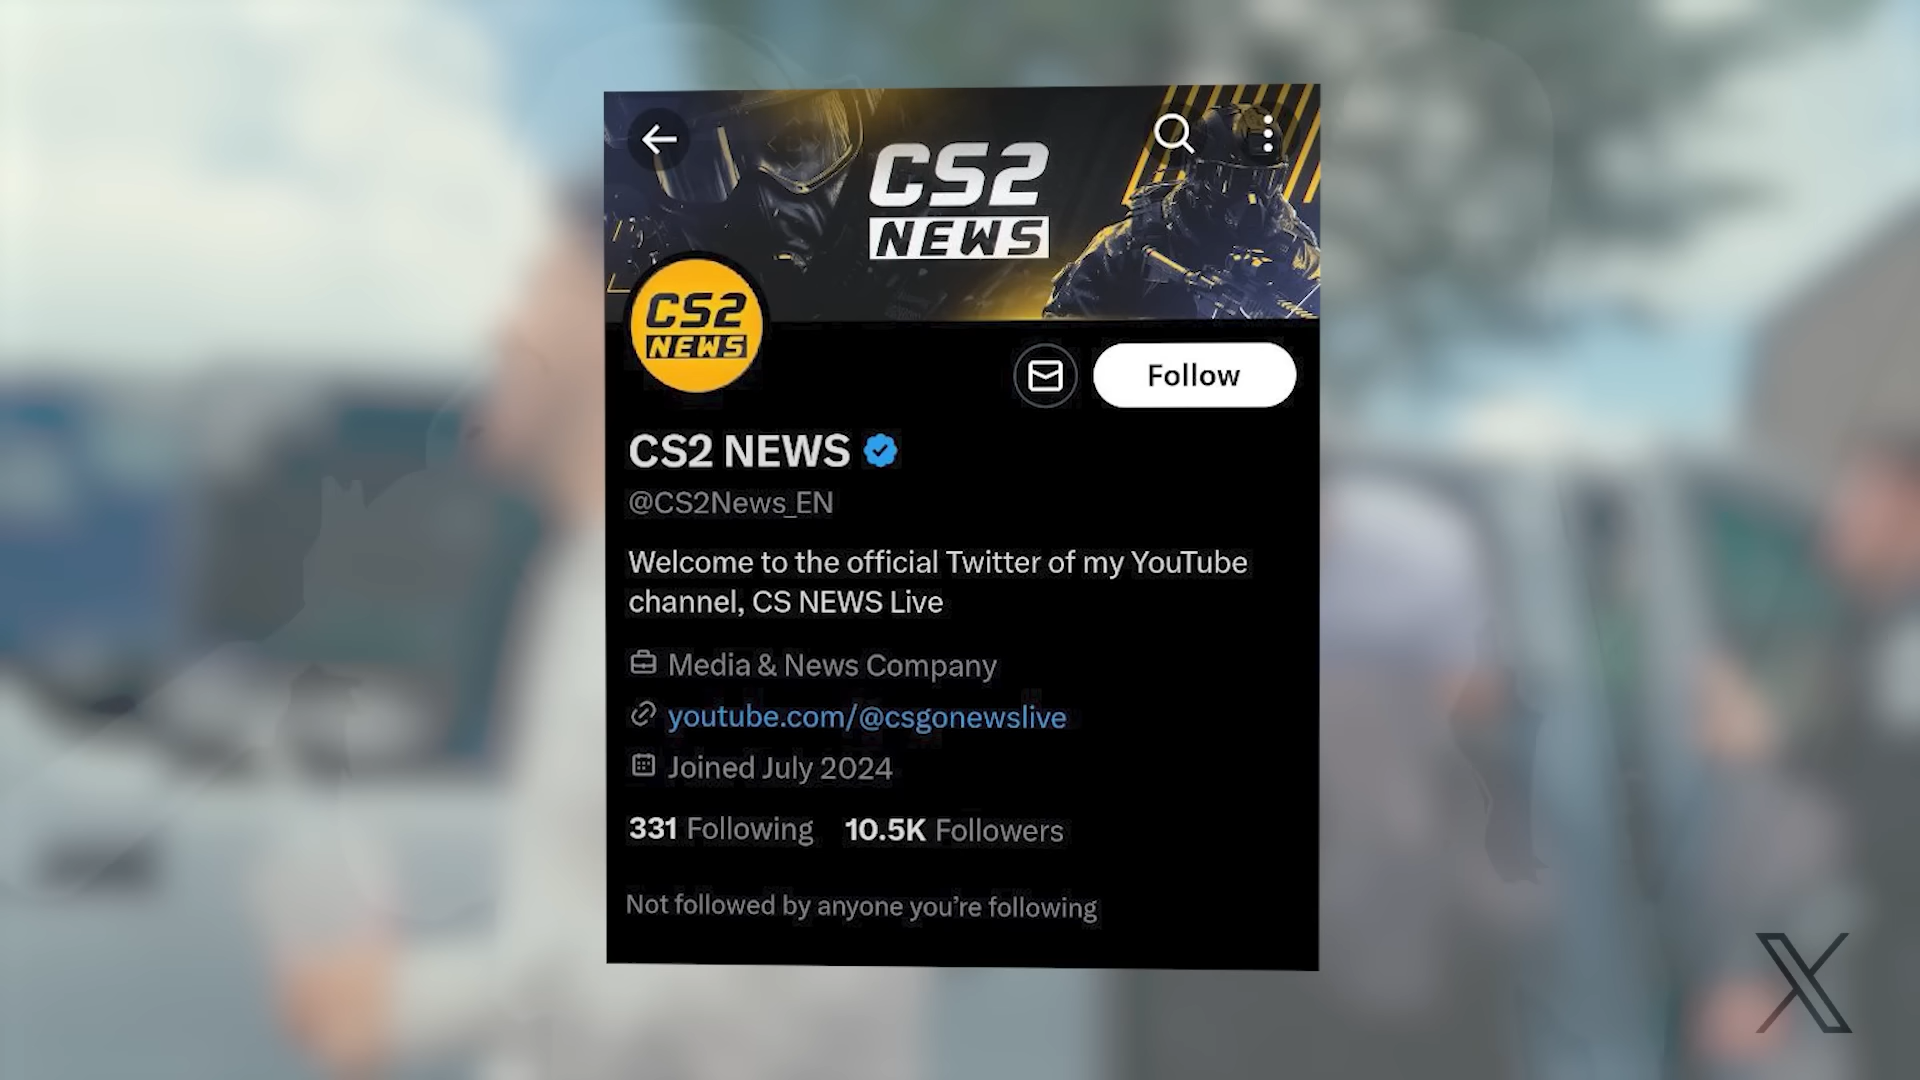 CS2
NEWS
CS2
NEWS
Follow
CS2 NEWS
@CS2News_EN
Welcome to the official Twitter of my YouTube
channel, CS NEWS Live
Media & News Company
youtube.com/@csgonewslive
Joined July 2024
331 Following 10.5K Followers
Not followed by anyone you're following
X